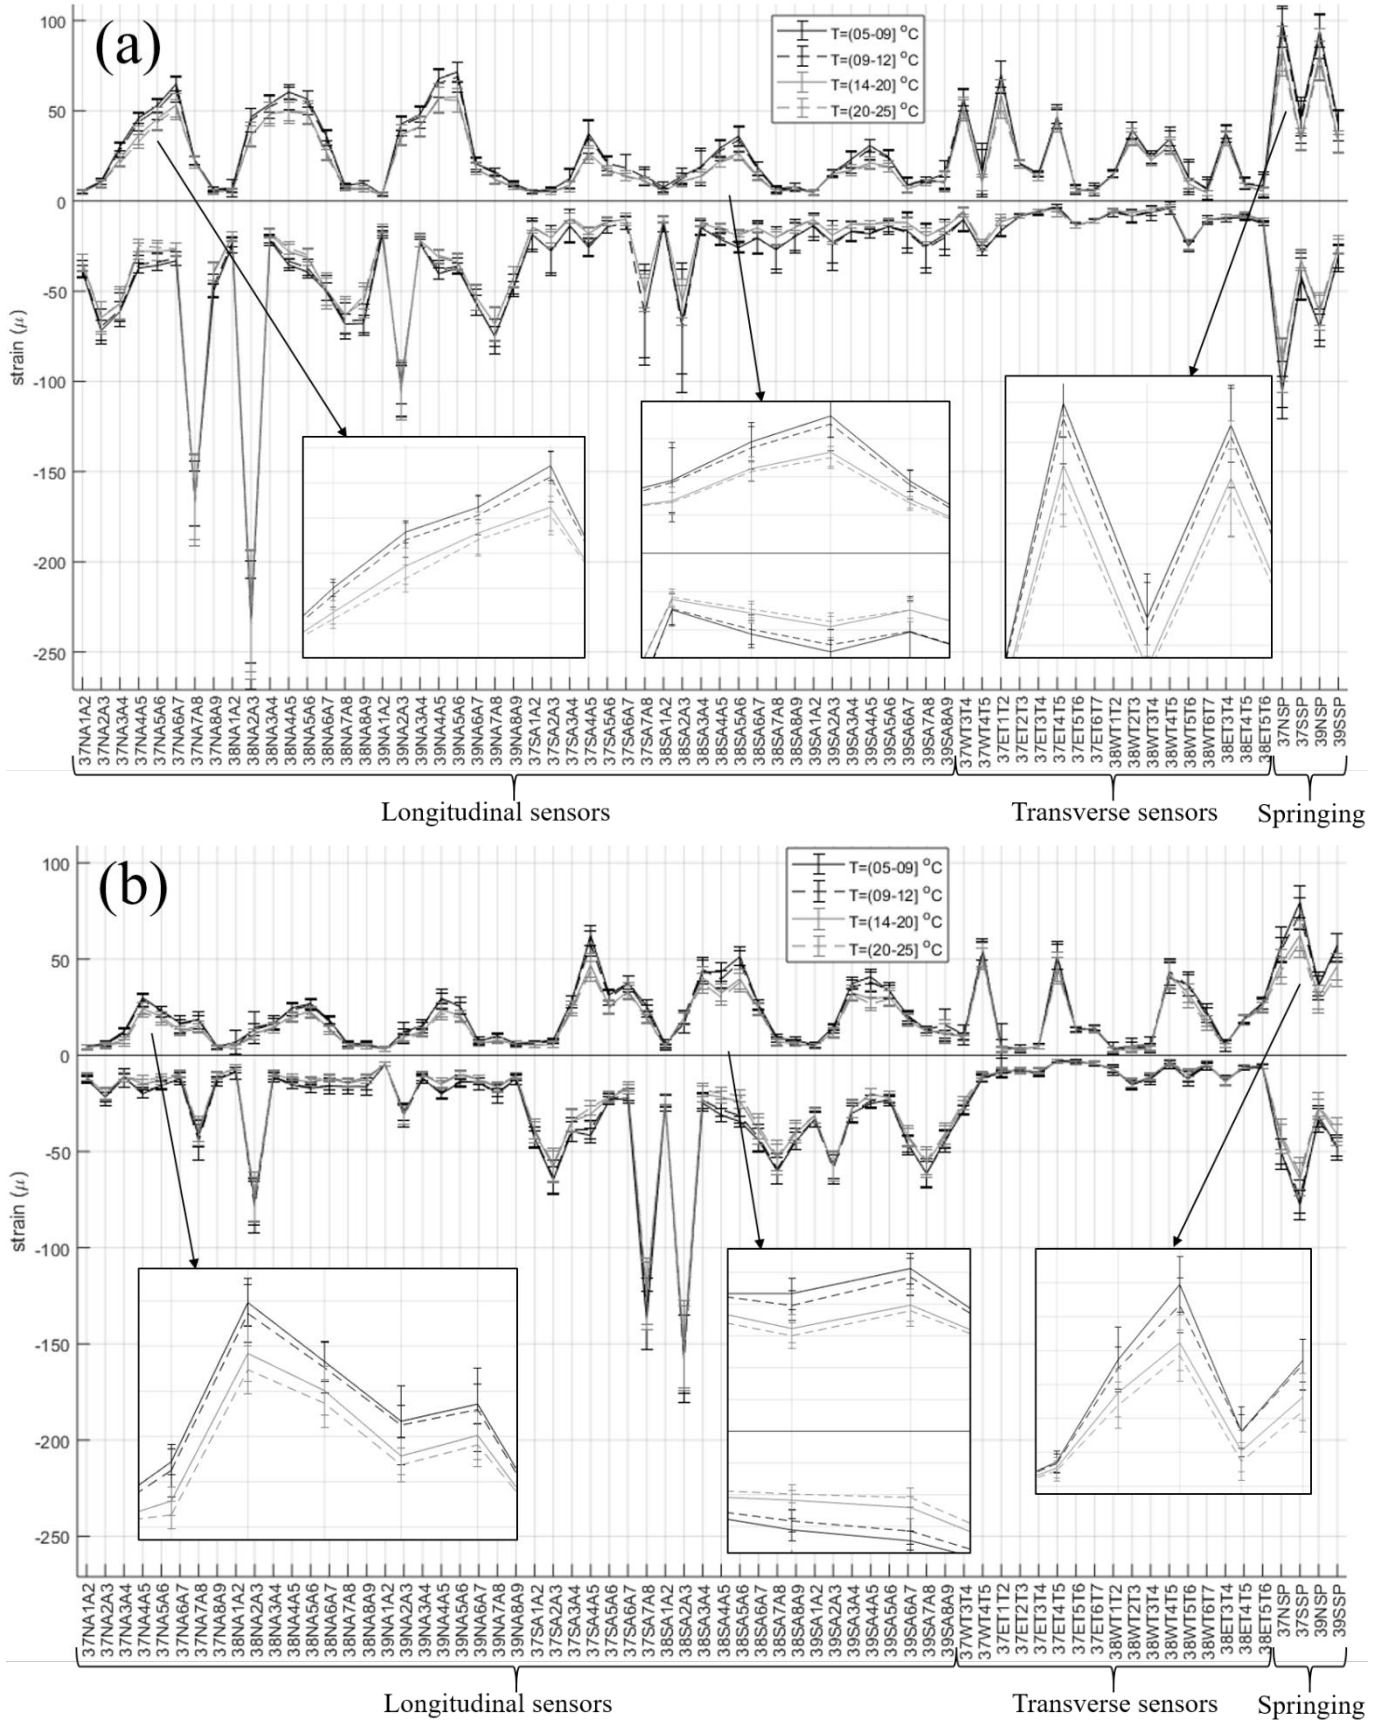 (a)
T=(05-09] °C
T=(09-12] °C
T=(14-20] °C
T=(20-25] °C
100
50
0
-50
-100
-150
-200
-250
strain (μ)
37NA1A2
37NA2A3
37NA3A4
37NA4A5
37NA5A6
37NA6A7
37NA7A8
37NA8A9
38NA1A2
38NA2A3
38NA3A4
38NA4A5
38NA5A6
38NA6A7
38NA7A8
38NA8A9
39NA1A2
39NA2A3
39NA3A4
39NA4A5
39NA5A6
39NA6A7
39NA7A8
39NA8A9
37SA1A2
37SA2A3
37SA3A4
37SA4A5
37SA5A6
37SA6A7
37SA7A8
38SA1A2
38SA2A3
38SA3A4
38SA4A5
38SA5A6
38SA6A7
38SA7A8
38SA8A9
39SA1A2
39SA2A3
39SA3A4
39SA4A5
39SA5A6
39SA6A7
39SA7A8
39SA8A9
37WT3T4
37WT4T5
37ET1T2
37ET2T3
37ET3T4
37ET4T5
37ET5T6
37ET6T7
38WT1T2
38WT2T3
38WT3T4
38WT4T5
38WT5T6
38WT6T7
38ET3T4
38ET4T5
38ET5T6
37NSP
37SSP
39NSP
39SSP
Longitudinal sensors
Transverse sensors
Springing
(b)
T=(05-09] °C
T=(09-12] °C
T=(14-20] °C
T=(20-25] °C
100
50
0
-50
-100
-150
-200
-250
strain (μ)
37NA1A2
37NA2A3
37NA3A4
37NA4A5
37NA5A6
37NA6A7
37NA7A8
37NA8A9
38NA1A2
38NA2A3
38NA3A4
38NA4A5
38NA5A6
38NA6A7
38NA7A8
38NA8A9
39NA1A2
39NA2A3
39NA3A4
39NA4A5
39NA5A6
39NA6A7
39NA7A8
39NA8A9
37SA1A2
37SA2A3
37SA3A4
37SA4A5
37SA5A6
37SA6A7
37SA7A8
38SA1A2
38SA2A3
38SA3A4
38SA4A5
38SA5A6
38SA6A7
38SA7A8
38SA8A9
39SA1A2
39SA2A3
39SA3A4
39SA4A5
39SA5A6
39SA6A7
39SA7A8
39SA8A9
37WT3T4
37WT4T5
37ET1T2
37ET2T3
37ET3T4
37ET4T5
37ET5T6
37ET6T7
38WT1T2
38WT2T3
38WT3T4
38WT4T5
38WT5T6
38WT6T7
38ET3T4
38ET4T5
38ET5T6
37NSP
37SSP
39NSP
39SSP
Longitudinal sensors
Transverse sensors
Springing